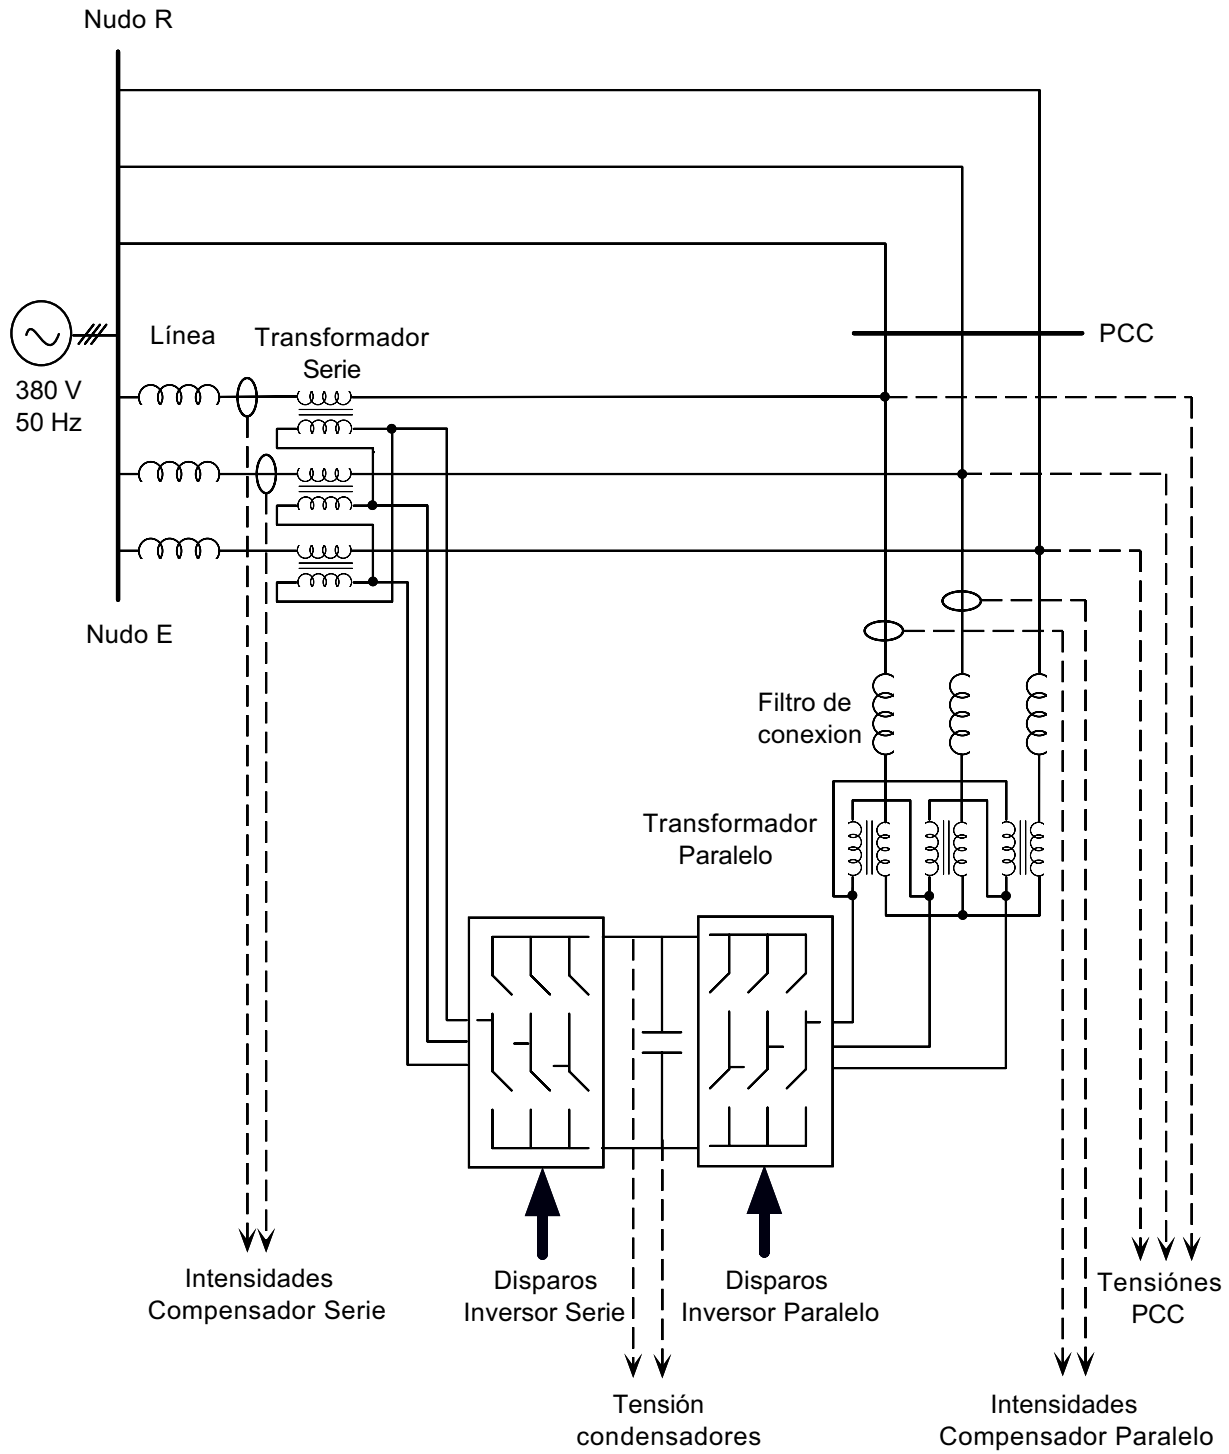 Nudo R
Línea
Transformador
Serie
PCC
380 V
50 Hz
Nudo E
Filtro de
conexion
Transformador
Paralelo
Intensidades
Compensador Serie
Disparos
Inversor Serie
Disparos
Inversor Paralelo
Tensiónes
PCC
Tensión
condensadores
Intensidades
Compensador Paralelo